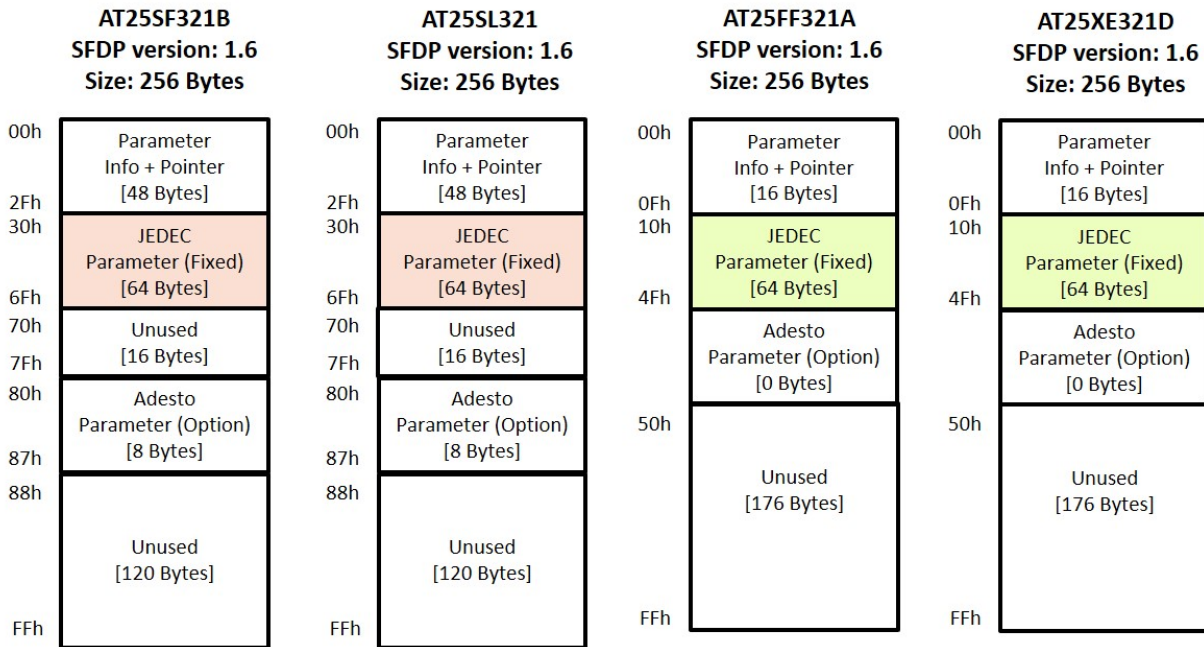 AT25SF321B
SFDP version: 1.6
Size: 256 Bytes
00h
Parameter
Info + Pointer
[48 Bytes]
2Fh
30h
JEDEC
Parameter (Fixed)
[64 Bytes]
6Fh
70h
Unused
[16 Bytes]
7Fh
80h
Adesto
Parameter (Option)
[8 Bytes]
87h
88h
Unused
[120 Bytes]
FFh
AT25SL321
SFDP version: 1.6
Size: 256 Bytes
00h
Parameter
Info + Pointer
[48 Bytes]
2Fh
30h
JEDEC
Parameter (Fixed)
[64 Bytes]
6Fh
70h
Unused
[16 Bytes]
7Fh
80h
Adesto
Parameter (Option)
[8 Bytes]
87h
88h
Unused
[120 Bytes]
FFh
AT25FF321A
SFDP version: 1.6
Size: 256 Bytes
00h
Parameter
Info + Pointer
[16 Bytes]
0Fh
10h
JEDEC
Parameter (Fixed)
[64 Bytes]
4Fh
Adesto
Parameter (Option)
[0 Bytes]
50h
Unused
[176 Bytes]
FFh
AT25XE321D
SFDP version: 1.6
Size: 256 Bytes
00h
Parameter
Info + Pointer
[16 Bytes]
0Fh
10h
JEDEC
Parameter (Fixed)
[64 Bytes]
4Fh
Adesto
Parameter (Option)
[0 Bytes]
50h
Unused
[176 Bytes]
FFh